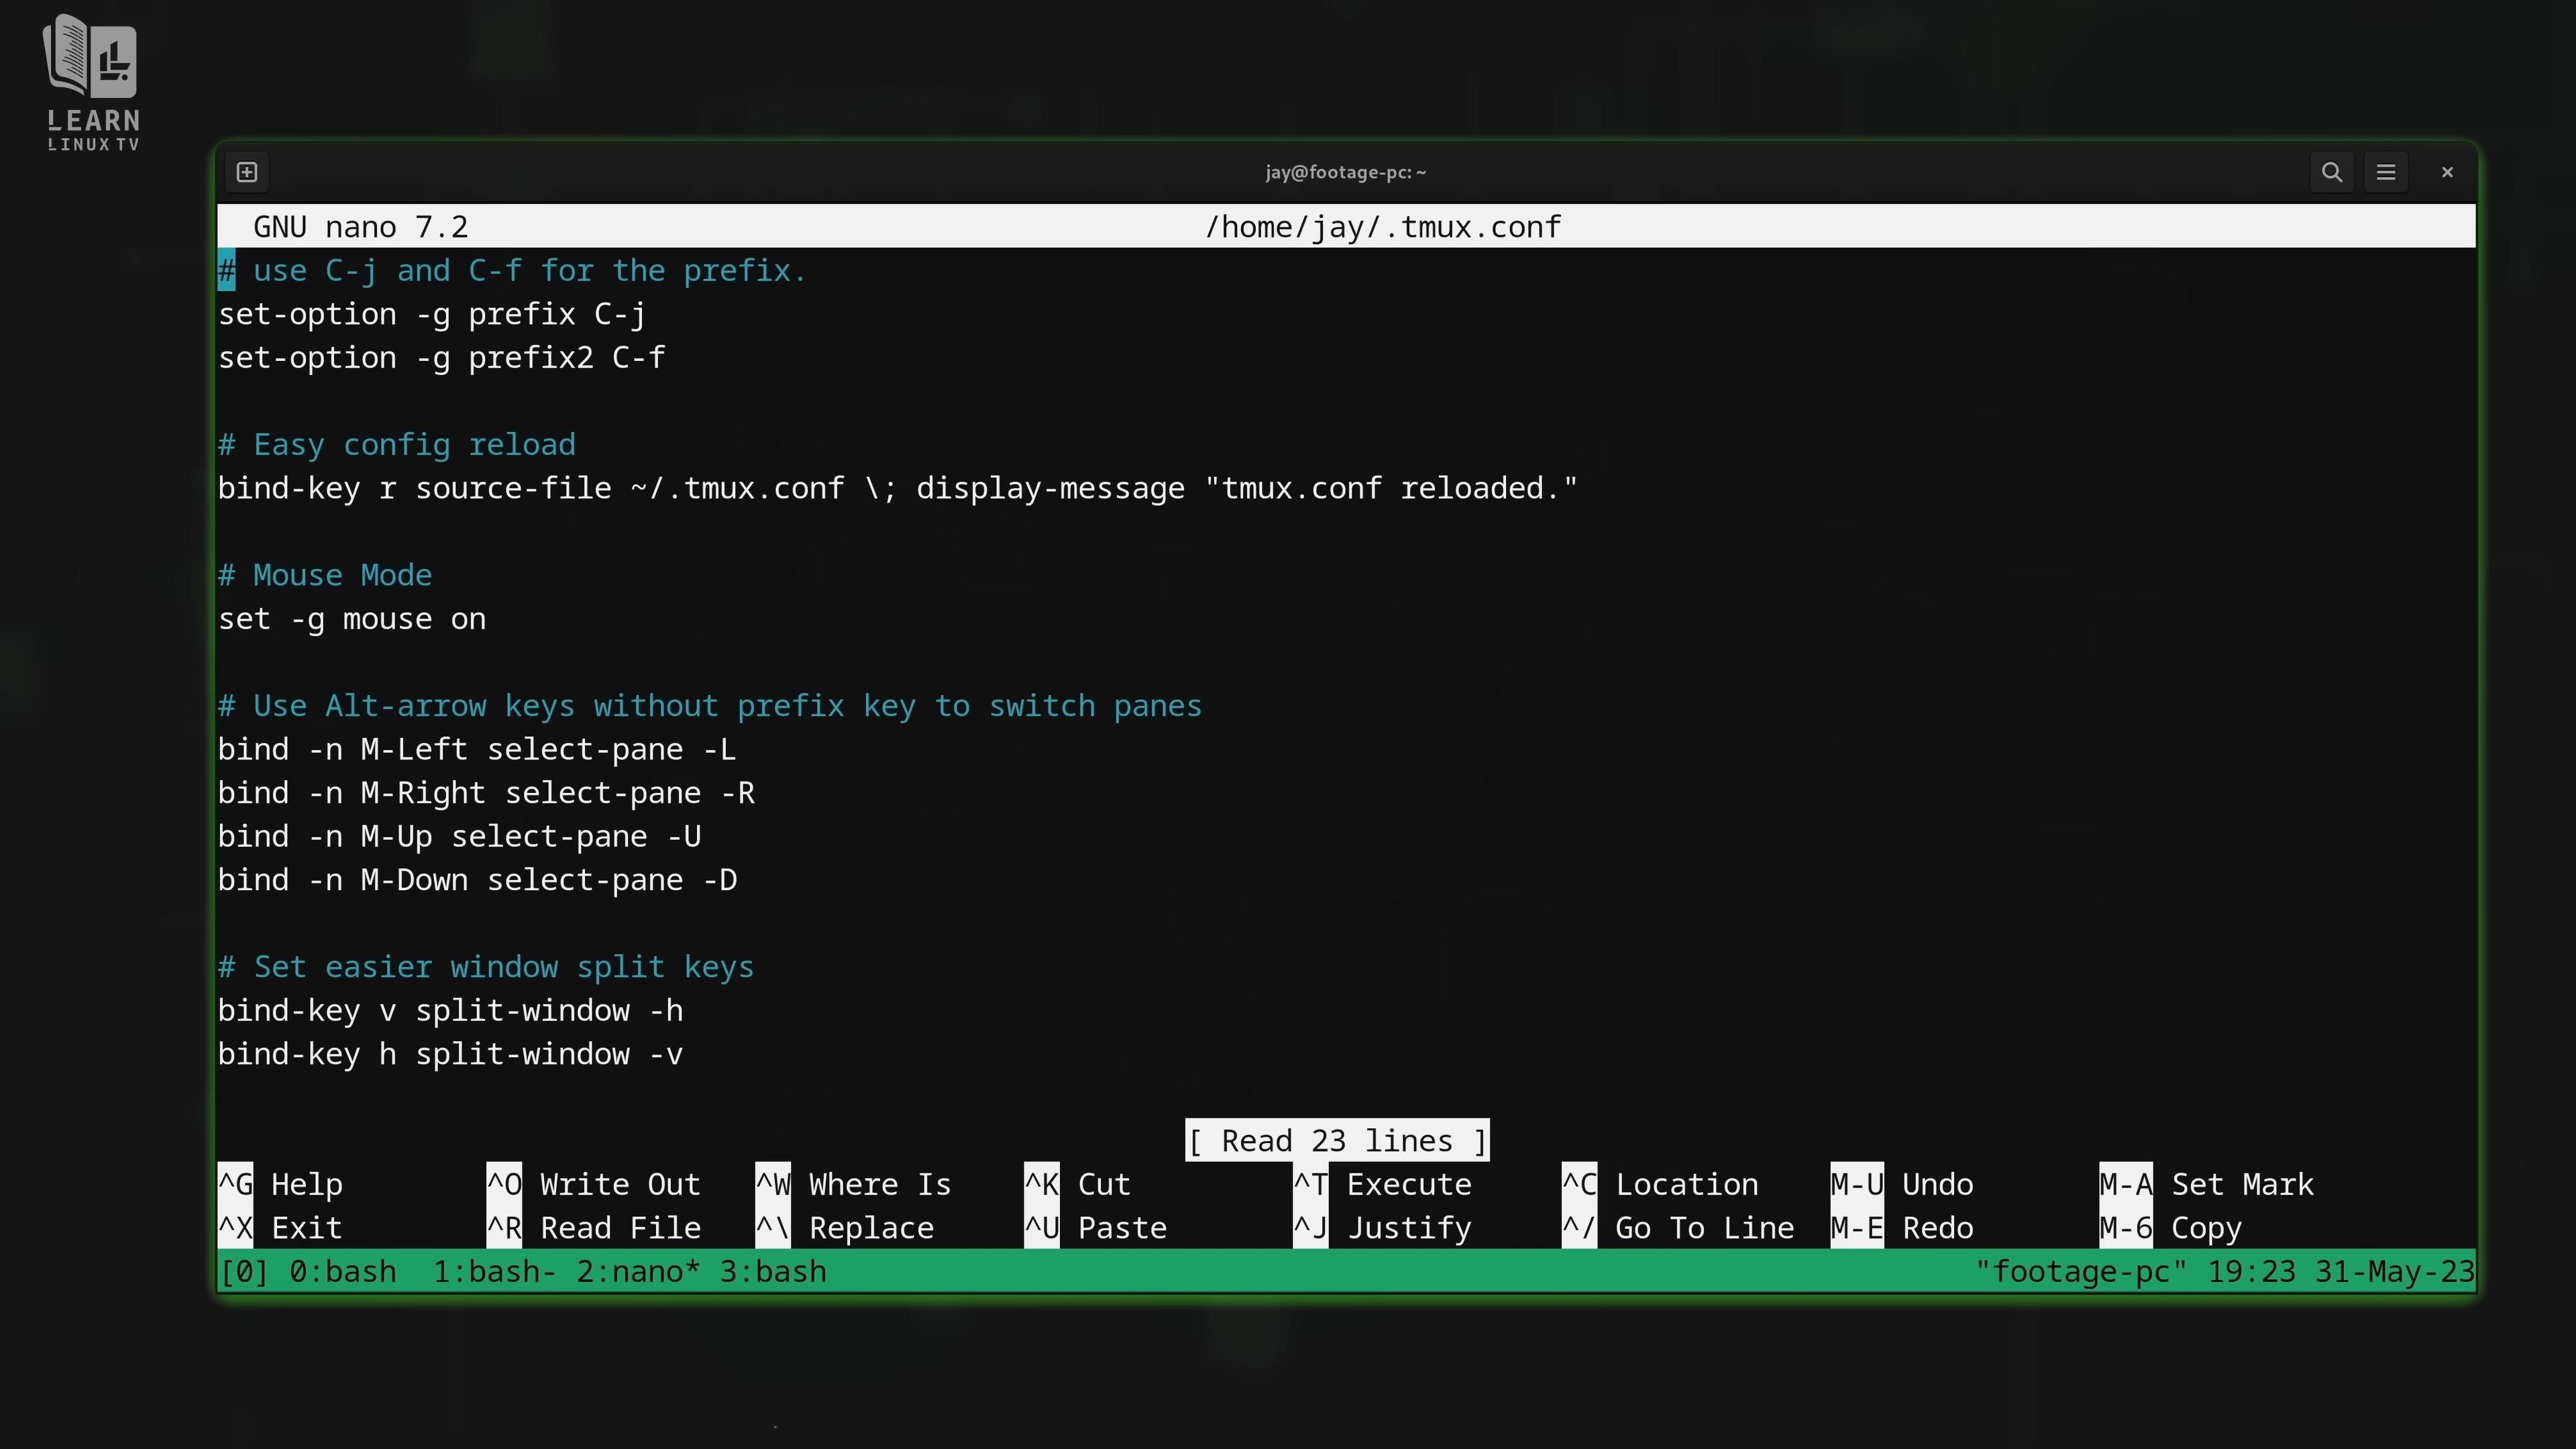 LEARN
LINUX TV
jay@footage-pc: ~
GNU nano 7.2 /home/jay/.tmux.conf
# use C-j and C-f for the prefix.
set-option -g prefix C-j
set-option -g prefix2 C-f
# Easy config reload
bind-key r source-file ~/.tmux.conf \; display-message "tmux.conf reloaded."
# Mouse Mode
set -g mouse on
# Use Alt-arrow keys without prefix key to switch panes
bind -n M-Left select-pane -L
bind -n M-Right select-pane -R
bind -n M-Up select-pane -U
bind -n M-Down select-pane -D
# Set easier window split keys
bind-key v split-window -h
bind-key h split-window -v
[ Read 23 lines ]
^G Help ^O Write Out ^W Where Is ^K Cut ^T Execute ^C Location M-U Undo M-A Set Mark
^X Exit ^R Read File ^\ Replace ^U Paste ^J Justify ^/ Go To Line M-E Redo M-6 Copy
[0] 0:bash  1:bash- 2:nano* 3:bash "footage-pc" 19:23 31-May-23